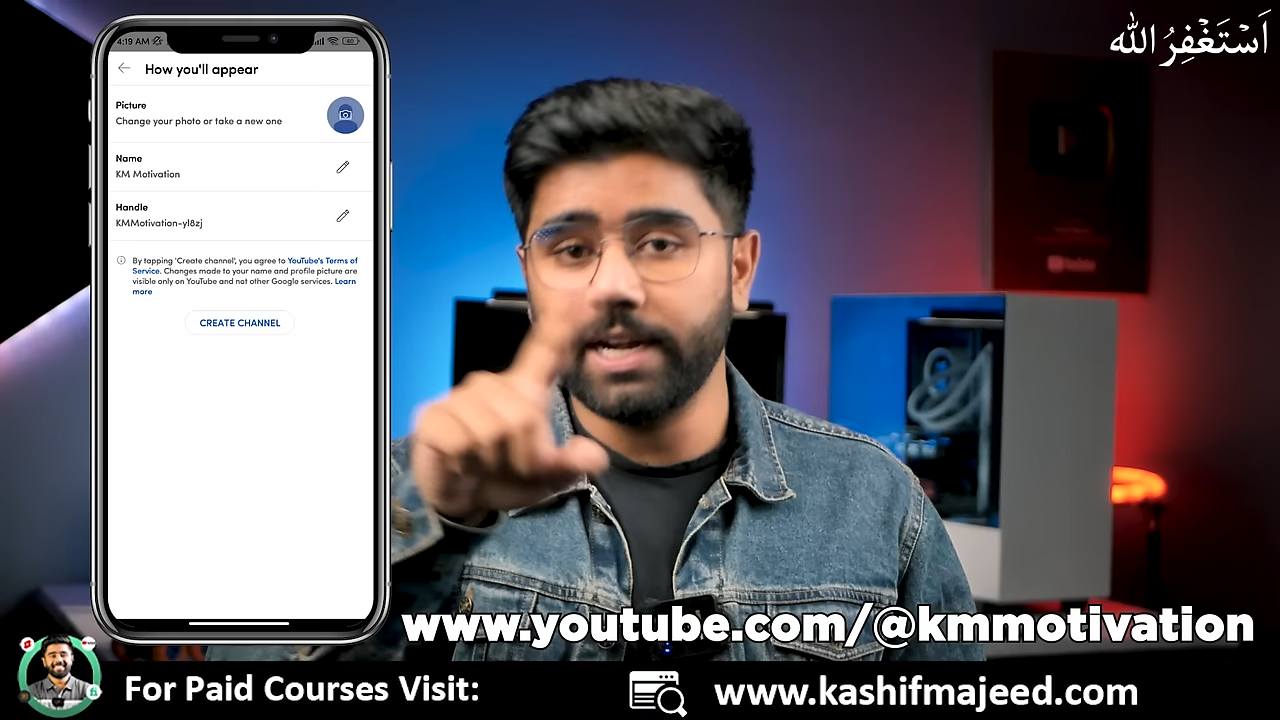 4:19 AM
60
How you'll appear
Picture
Change your photo or take a new one
Name
KM Motivation
Handle
KMMotivation-yl8zj
By tapping 'Create channel', you agree to YouTube's Terms of
Service. Changes made to your name and profile picture are
visible only on YouTube and not other Google services. Learn
more
CREATE CHANNEL
اَسْتَغْفِرُ اللّٰه
YouTube
www.youtube.com/@kmmotivation
For Paid Courses Visit:
www.kashifmajeed.com